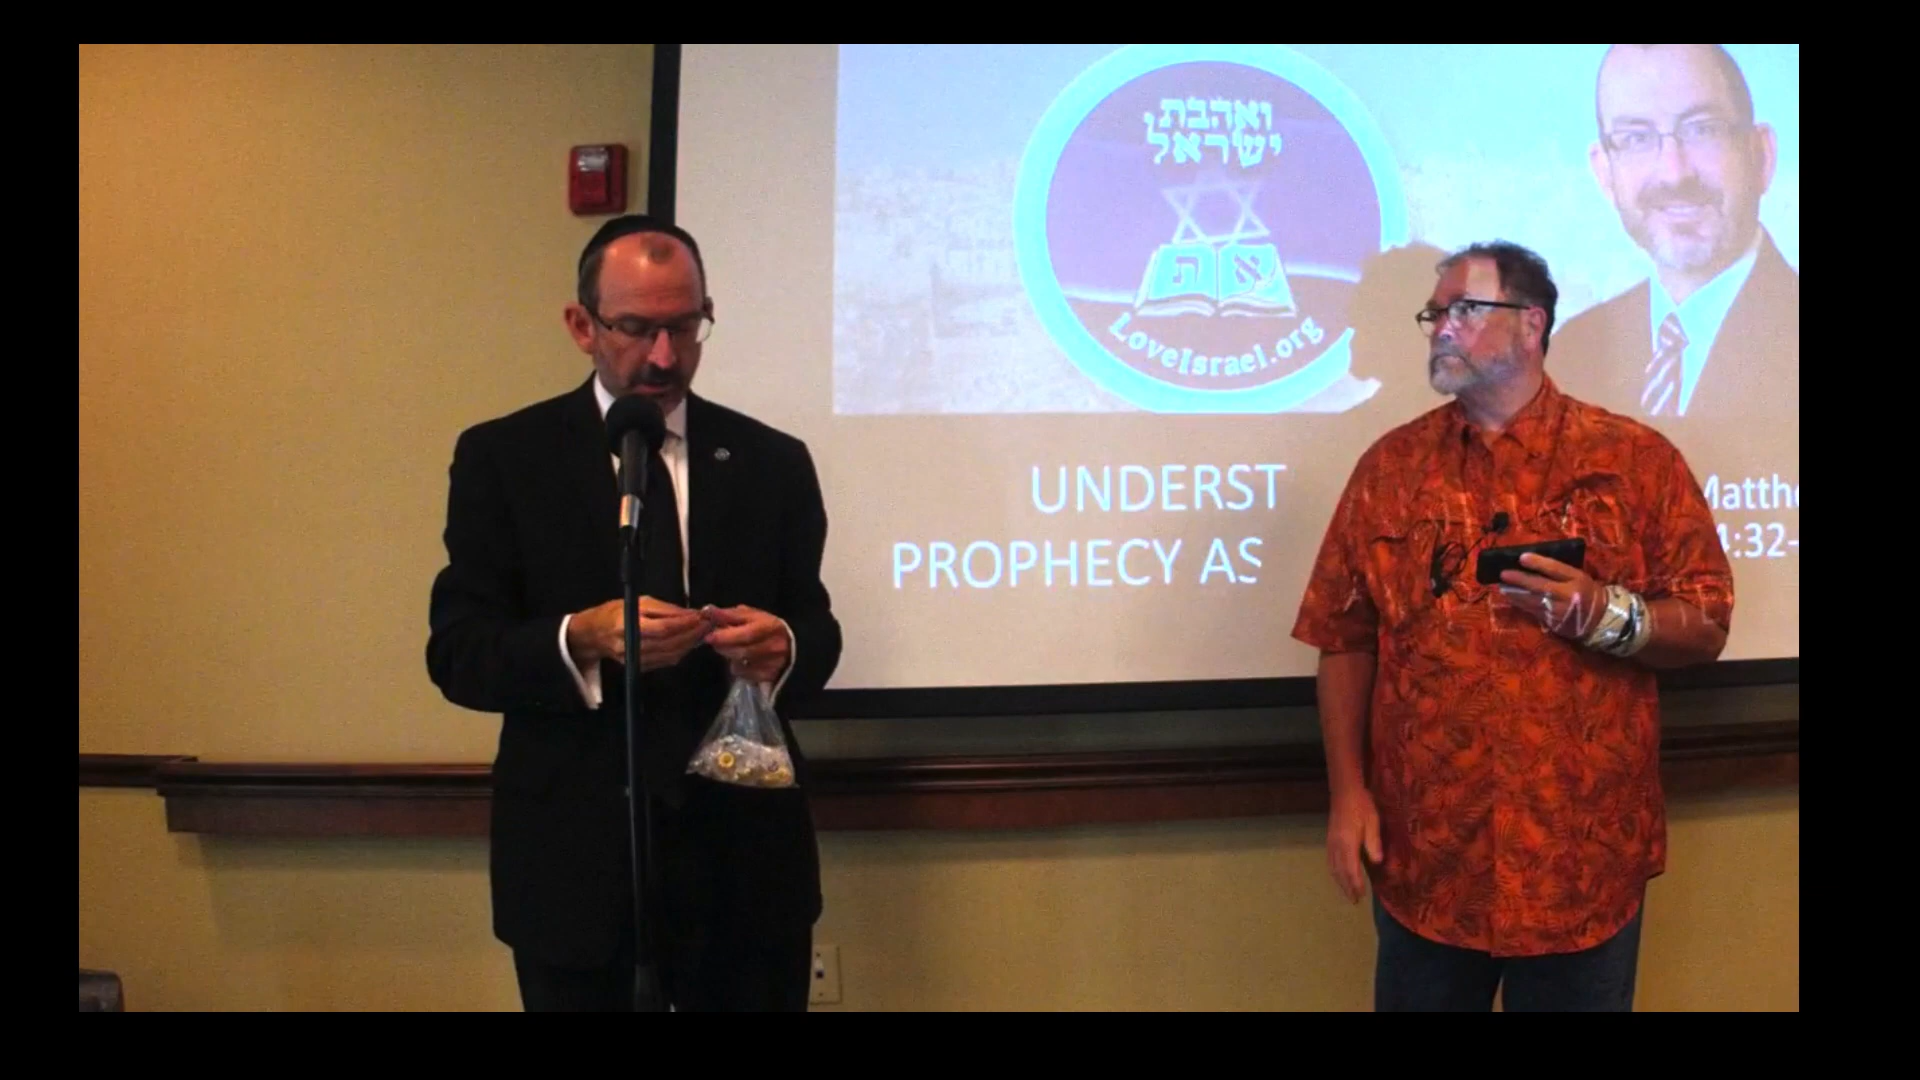 ואהבת
ישראל
ת א
LoveIsrael.org
UNDERST
PROPHECY AS
Matthe
4:32-